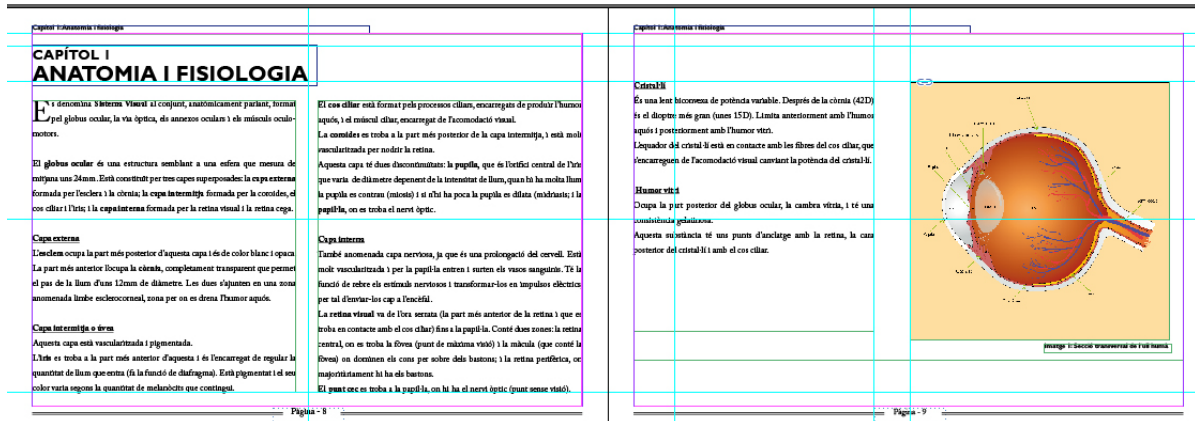 Capítol 1: Anatomia i fisiologia
CAPÍTOL 1
ANATOMIA I FISIOLOGIA
Es denomina Sistema Visual al conjunt, anatómicament parlant, format
pel globus ocular, la via òptica, els annexos oculars i els músculs oculo-
motors.
El globus ocular és una estructura semblant a una esfera que mesura de
mitjana uns 24mm. Està constituït per tres capes superposades: la capa externa
formada per l'esclera i la còrnia; la capa intermitja formada per la coroides, el
cos ciliar i l'iris; i la capa interna formada per la retina visual i la retina cega.
Capa externa
L'esclera ocupa la part més posterior d'aquesta capa i és de color blanc i opaca.
La part més anterior l'ocupa la còrnia, completament transparent que permet
el pas de la llum d'uns 12mm de diàmetre. Les dues s'ajunten en una zona
anomenada limbe esclerocorneal, zona per on es drena l'humor aquós.
Capa intermitja o úvea
Aquesta capa està vascularitzada i pigmentada.
L'iris es troba a la part més anterior d'aquesta i és l'encarregat de regular la
quantitat de llum que entra (fa la funció de diafragma). Està pigmentat i el seu
color varia segons la quantitat de melanòcits que contingui.
El cos ciliar està format pels processos ciliars, encarregats de produir l'humor
aquós, i el múscul ciliar, encarregat de l'acomodació visual.
La coroides es troba a la part més posterior de la capa intermitja, i està molt
vascularitzada per nodrir la retina.
Aquesta capa té dues discontinuïtats: la pupila, que és l'orifici central de l'iris
que varia de diàmetre depenent de la intensitat de llum, quan hi ha molta llum
la pupila es contrau (miosis) i si n'hi ha poca la pupila es dilata (midriasis; i la
papil·la, on es troba el nervi òptic.
Capa interna
També anomenada capa nerviosa, ja que és una prolongació del cervell. Està
molt vascularitzada i per la papil·la entren i surten els vasos sanguinis. Té la
funció de rebre els estímuls nerviosos i transformar-los en impulsos elèctrics
per tal d'enviar-los cap a l'encèfal.
La retina visual va de l'ora serrata (la part més anterior de la retina i que es
troba en contacte amb el cos ciliar) fins a la papil·la. Conté dues zones: la retina
central, on es troba la fòvea (punt de màxima visió) i la màcula (que conté la
fòvea) on dominen els cons per sobre dels bastons; i la retina perifèrica, on
majoritàriament hi ha els bastons.
El punt cec es troba a la papil·la, on hi ha el nervi òptic (punt sense visió).
Pàgina - 8
Capítol 1: Anatomia i fisiologia
Cristal·lí
És una lent biconvexa de potència variable. Després de la còrnia (42D)
és el dioptre més gran (unes 15D). Limita anteriorment amb l'humor
aquós i posteriorment amb l'humor vitri.
L'equador del cristal·lí està en contacte amb les fibres del cos ciliar, que
s'encarreguen de l'acomodació visual canviant la potència del cristal·lí.
Humor vitri
Ocupa la part posterior del globus ocular, la cambra vítria, i té una
consistència gelatinosa.
Aquesta substància té uns punts d'anclatge amb la retina, la cara
posterior del cristal·lí i amb el cos ciliar.
Imatge 1: Secció transversal de l'ull humà
Pàgina - 9